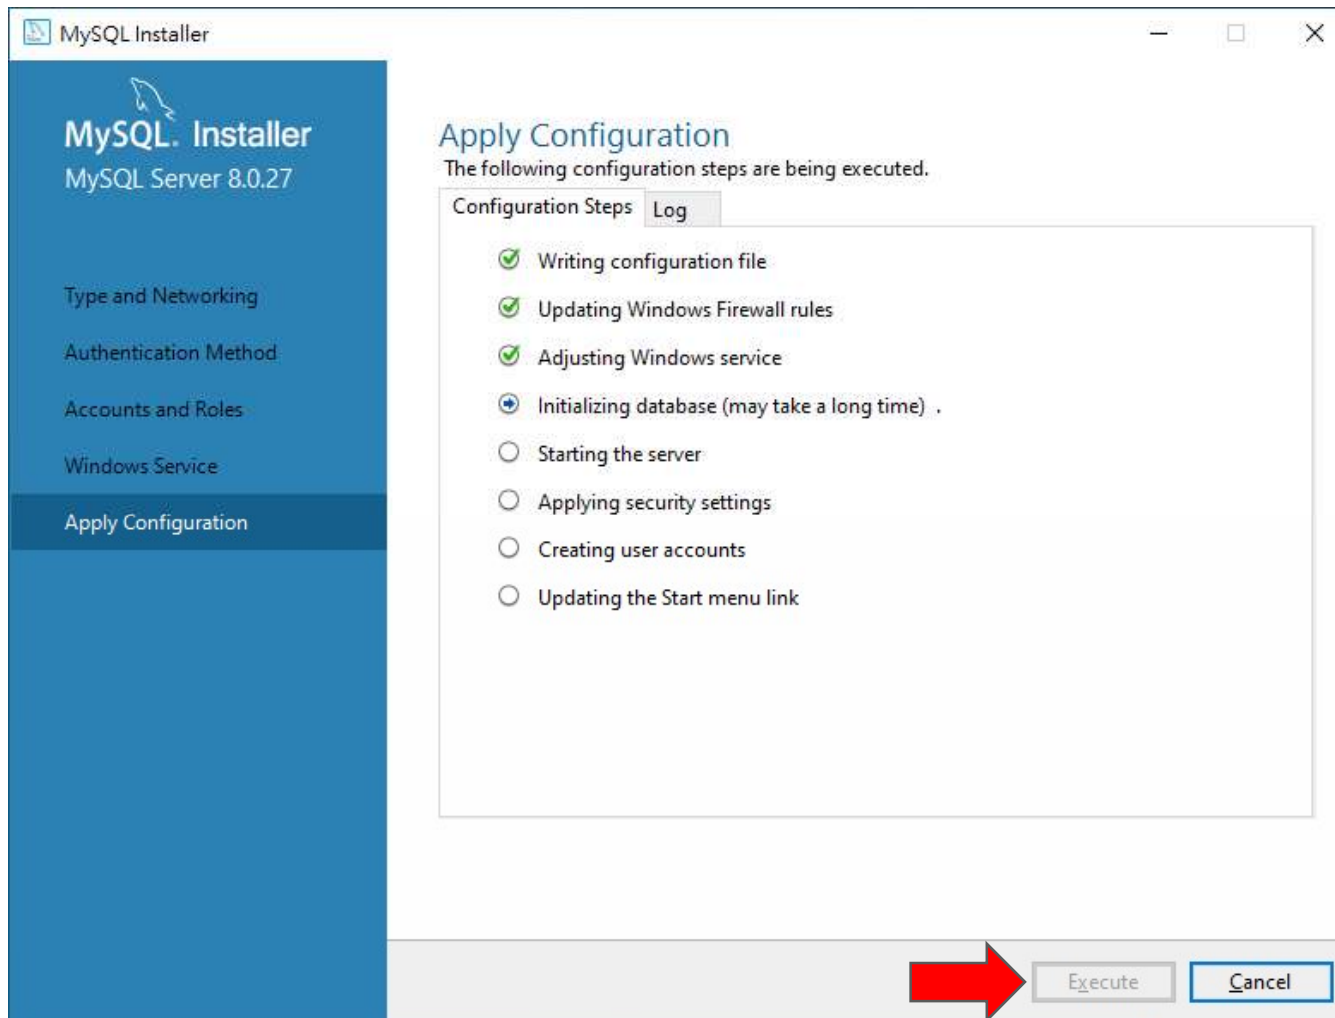 MySQL Installer
MySQL. Installer
MySQL Server 8.0.27
Type and Networking
Authentication Method
Accounts and Roles
Windows Service
Apply Configuration
Apply Configuration
The following configuration steps are being executed.
Configuration Steps Log
Writing configuration file
Updating Windows Firewall rules
Adjusting Windows service
Initializing database (may take a long time) .
Starting the server
Applying security settings
Creating user accounts
Updating the Start menu link
Execute Cancel